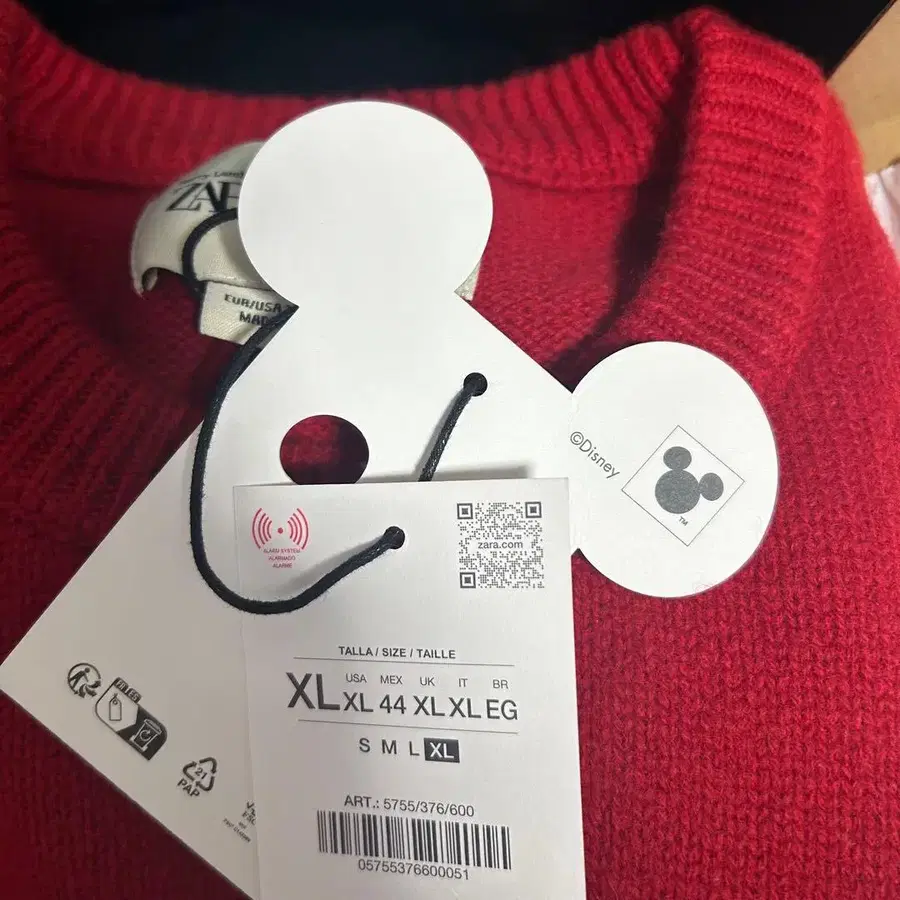 ZARA
EUR/USA
©Disney
TM
ALARM SYSTEM
ALARMADO
ALARME
zara.com
TALLA / SIZE / TAILLE
USA MEX UK IT BR
XL XL 44 XL XL EG
S M L XL
ART.: 5755/376/600
05755376600051
21
PAP